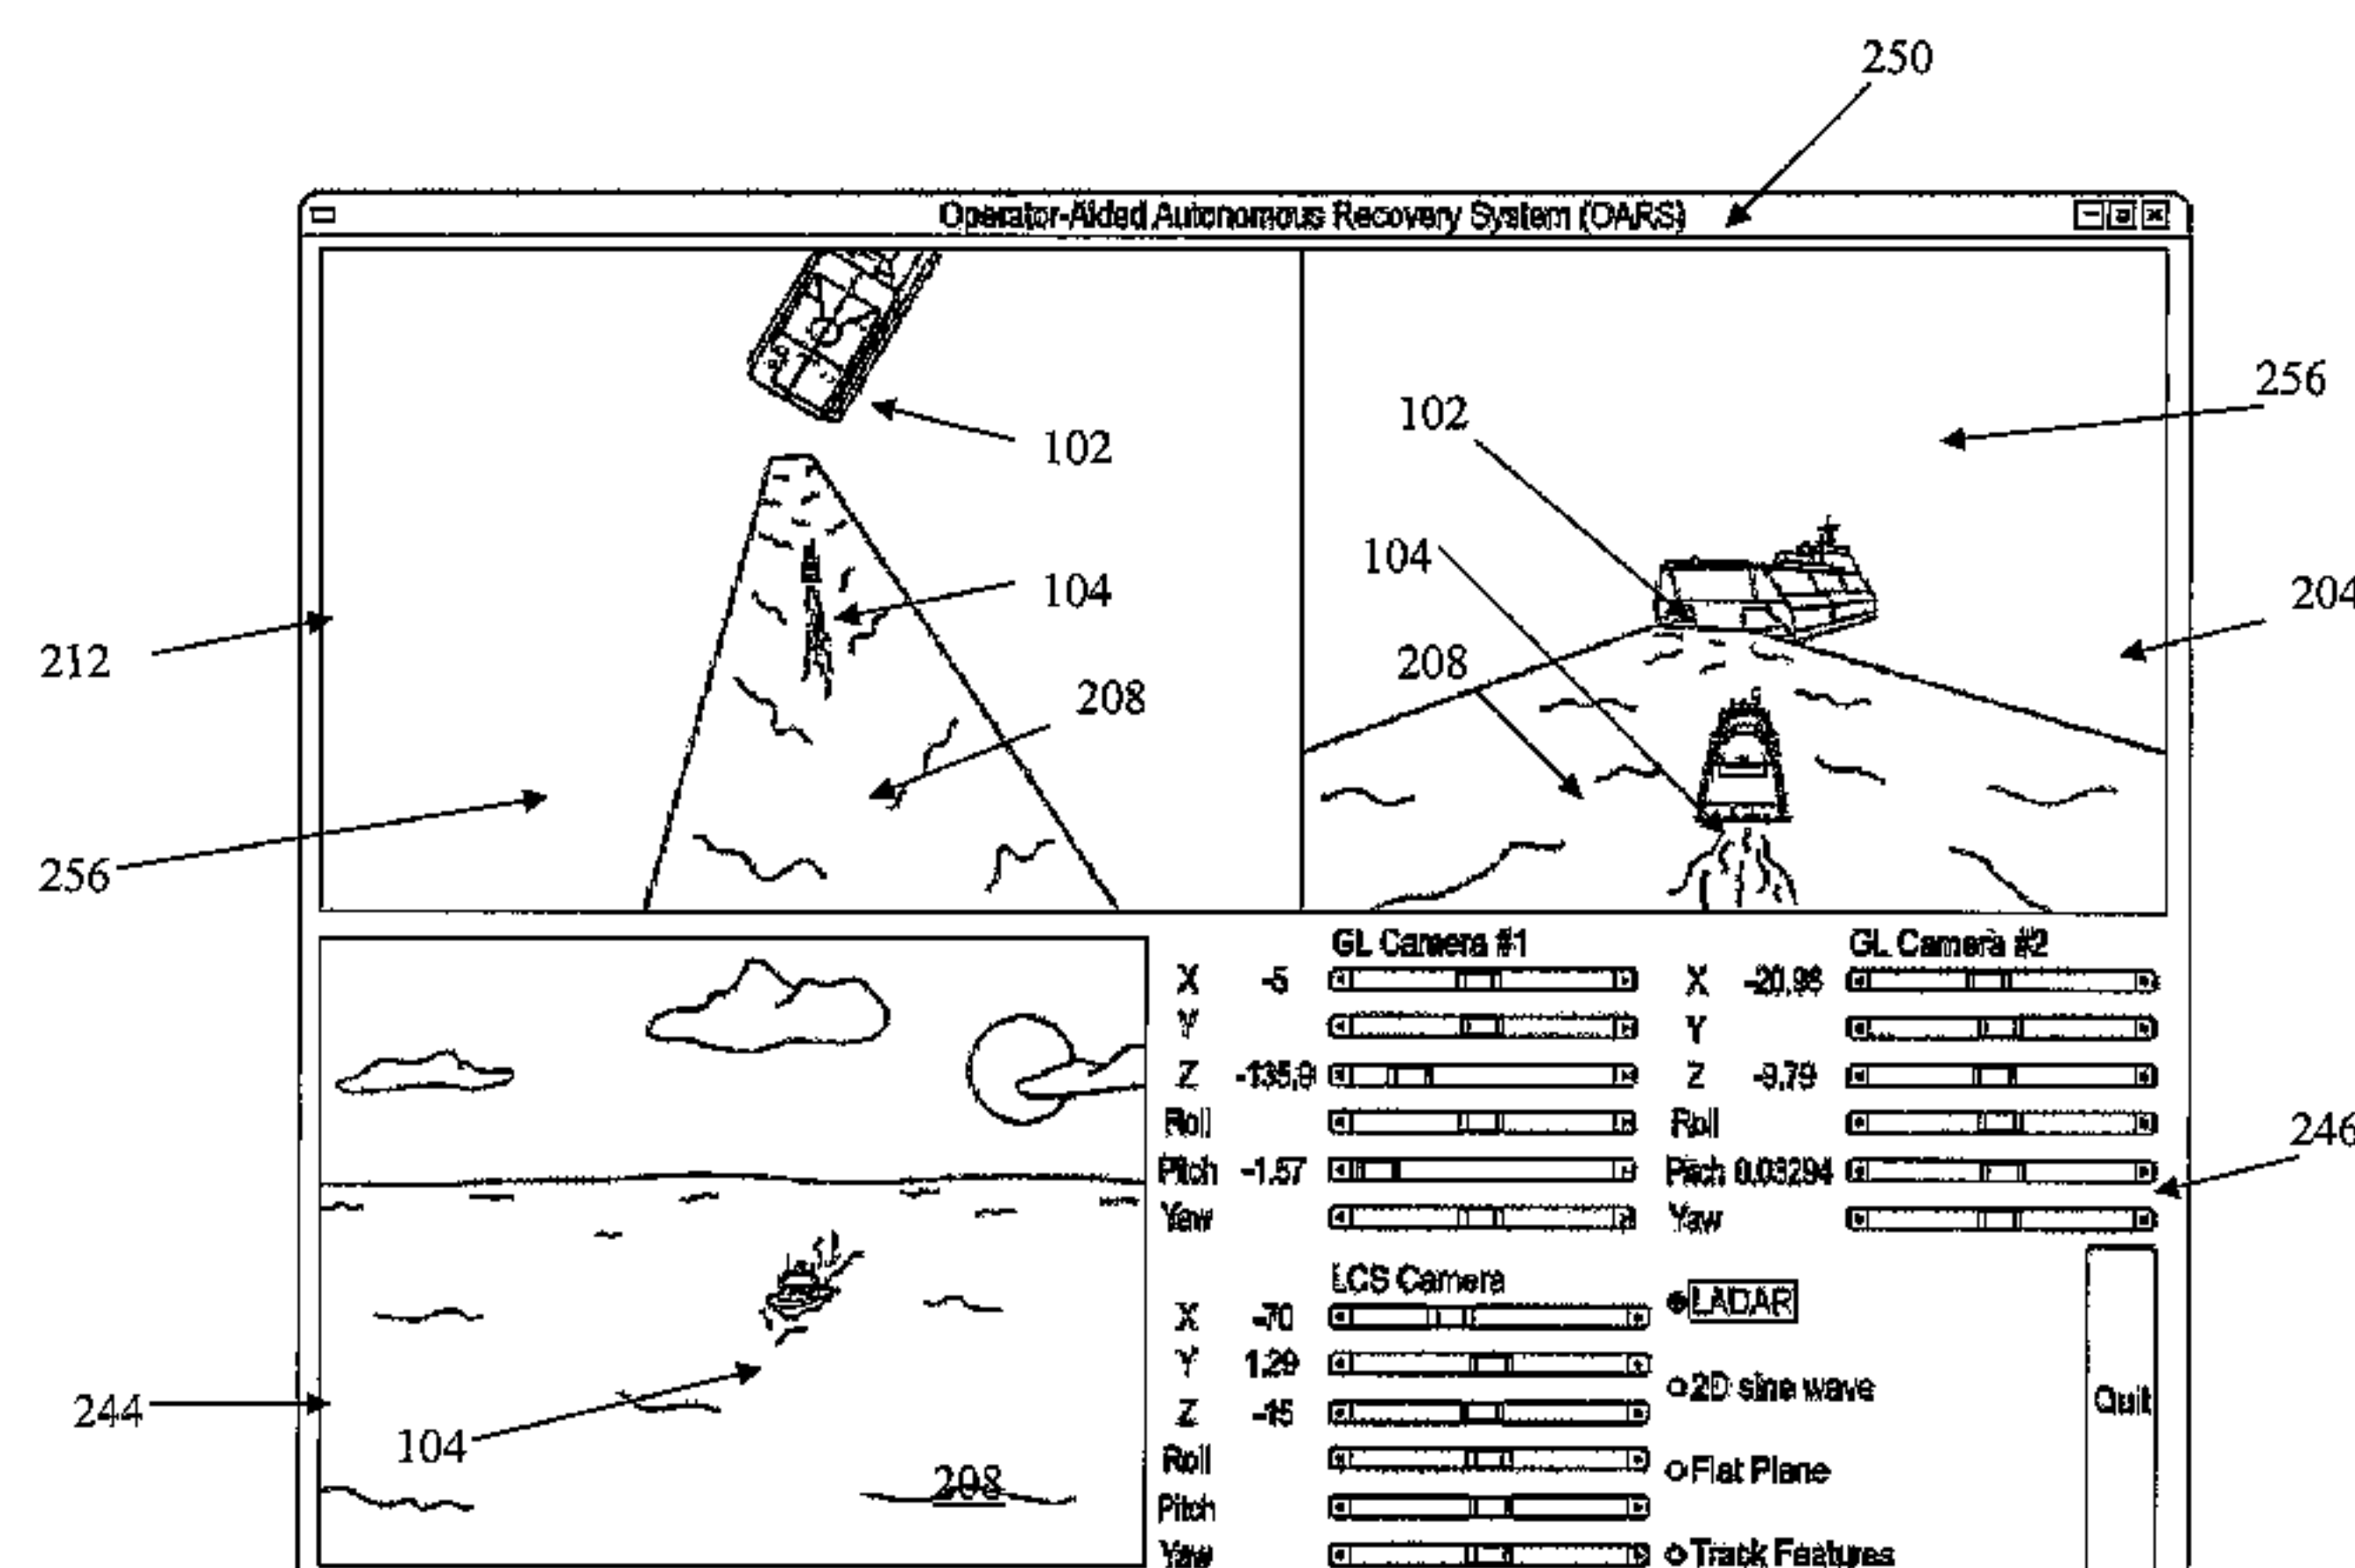 250
Operator-Aided Autonomous Recovery System (OARS)
256
102
102
104
204
104
212
208
208
256
GL Camera #1
GL Camera #2
X -5
X -20.98
Y
Y
Z -135.9
Z -9.79
Roll
Roll
246
Pitch -1.57
Pitch 0.03294
Yaw
Yaw
LCS Camera
LADAR
X -70
Y 1.29
2D sine wave
Quit
244
Z -15
104
Roll
Flat Plane
208
Pitch
Yaw
Track Features